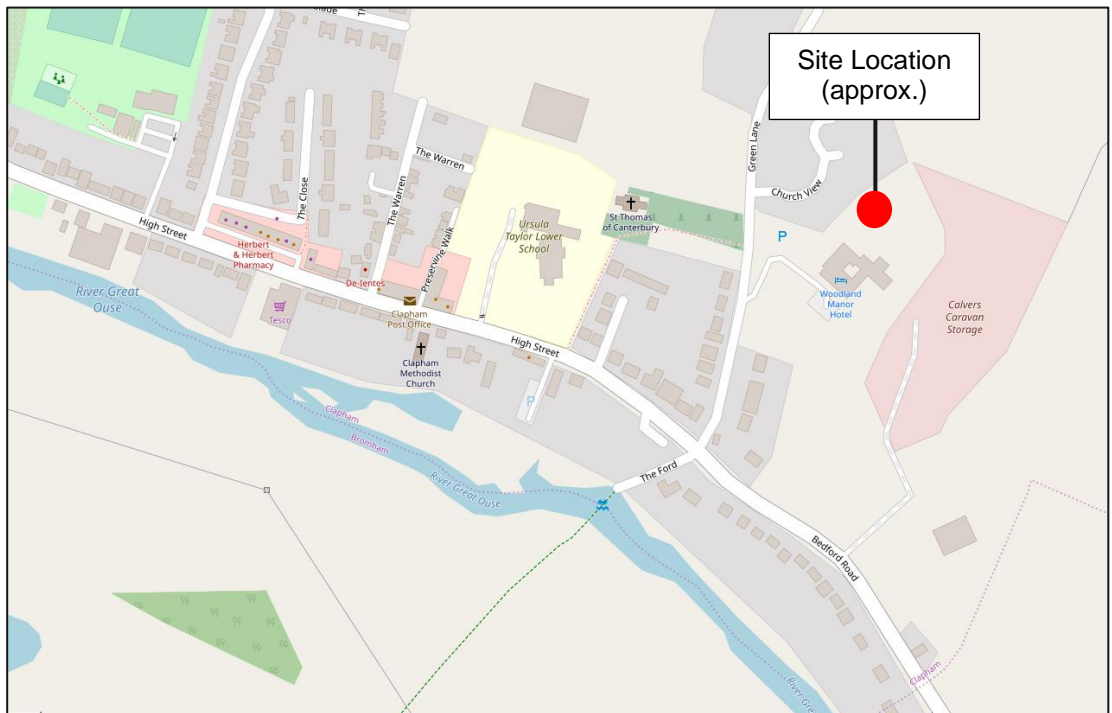 Site Location
(approx.)
The Warren
The Close
The Warren
Preservine Walk
High Street
Herbert
& Herbert
Pharmacy
De-lentes
Clapham
Post Office
Tesco
Clapham
Methodist
Church
Ursula
Taylor Lower
School
St Thomas
of Canterbury
Green Lane
Church View
P
Woodland
Manor
Hotel
Calvers
Caravan
Storage
River Great
Ouse
High Street
P
Clapham
Bromham
River Great Ouse
The Ford
Bedford Road
Clapham
River Great